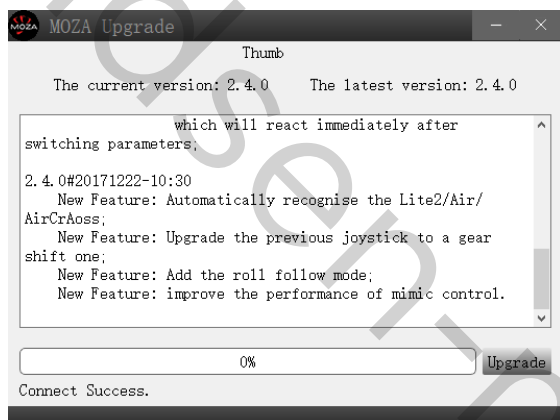 MOZA MOZA Upgrade
Thumb
The current version: 2.4.0 The latest version: 2.4.0
which will react immediately after
switching parameters;
2.4.0#20171222-10:30
New Feature: Automatically recognise the Lite2/Air/
AirCrAoss;
New Feature: Upgrade the previous joystick to a gear
shift one;
New Feature: Add the roll follow mode;
New Feature: improve the performance of mimic control.
0% Upgrade
Connect Success.